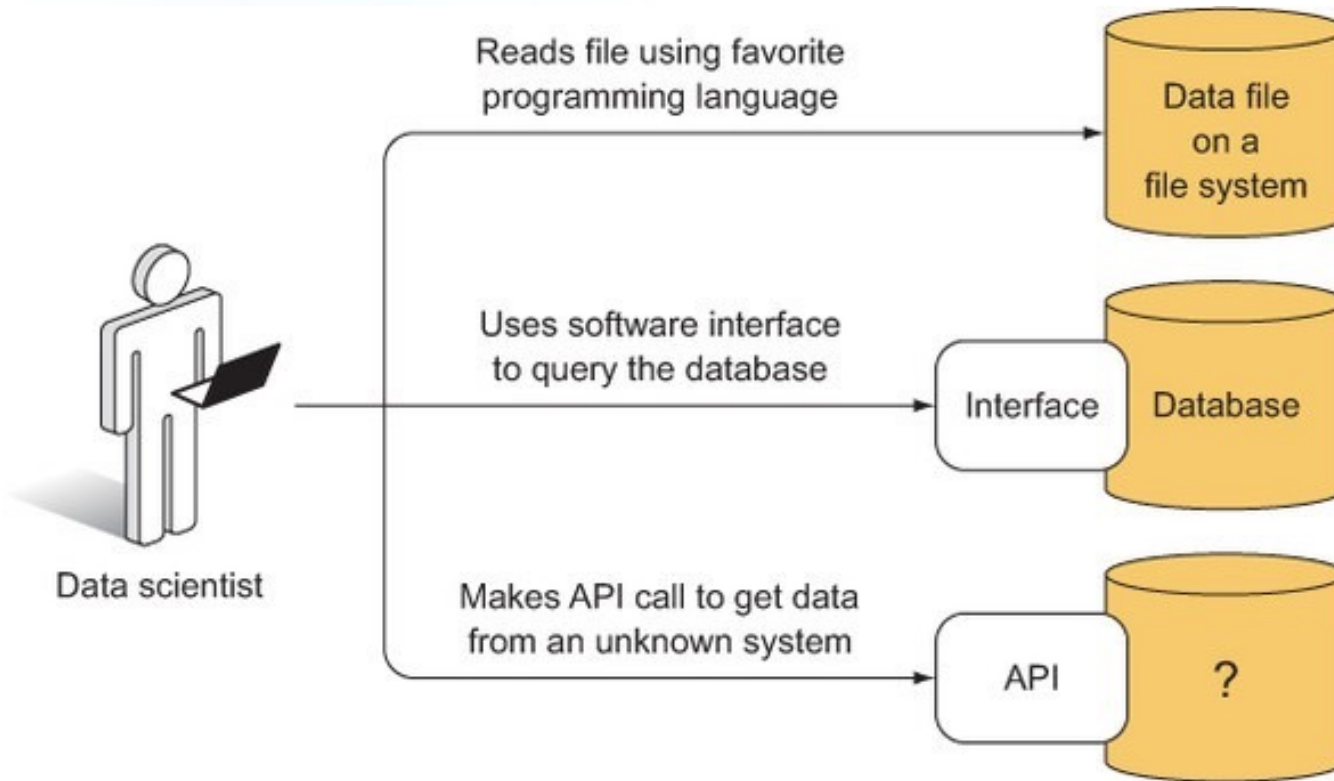 Reads file using favorite
programming language
Data file
on a
file system
Uses software interface
to query the database
Interface
Database
Data scientist
Makes API call to get data
from an unknown system
API
?